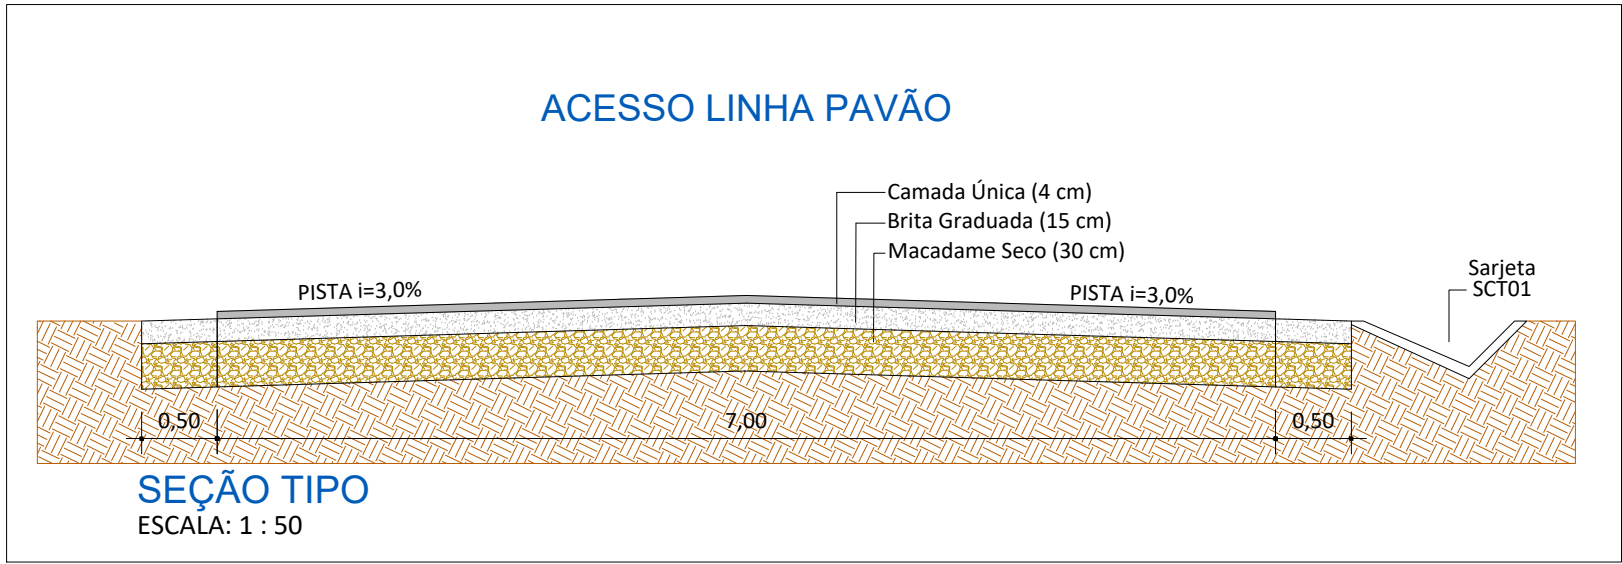 ACESSO LINHA PAVÃO
Camada Única (4 cm)
Brita Graduada (15 cm)
Macadame Seco (30 cm)
Sarjeta
SCT01
PISTA i=3,0%
PISTA i=3,0%
0,50
7,00
0,50
SEÇÃO TIPO
ESCALA: 1 : 50